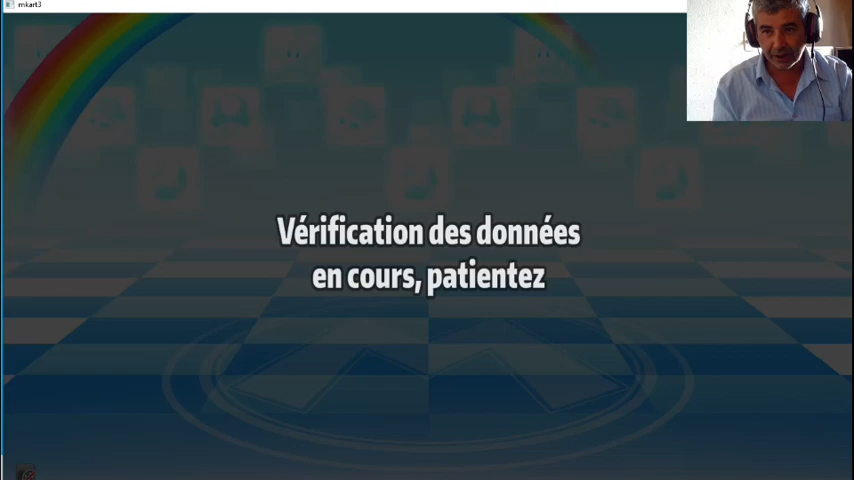 mkart3
Vérification des données
en cours, patientez